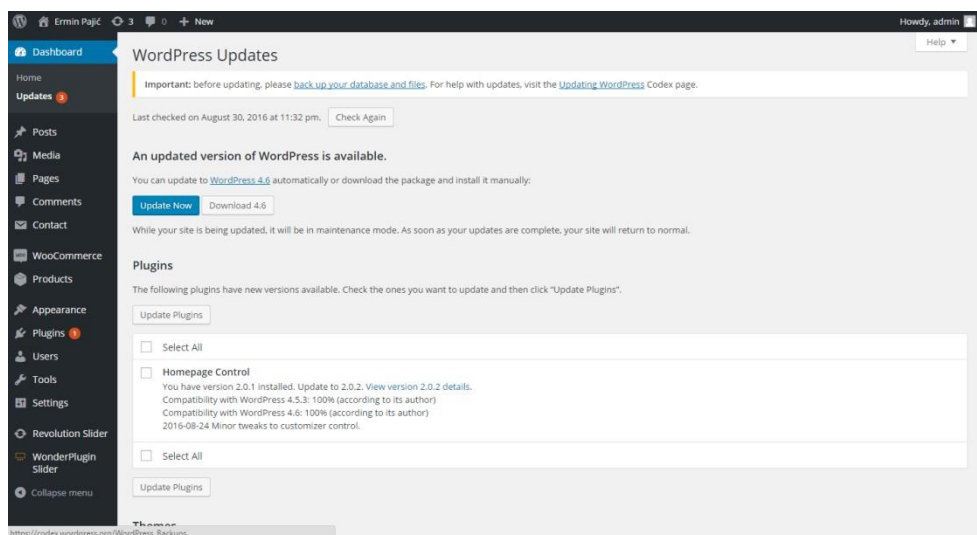 Ermin Pajić 3 0 + New
Howdy, admin
Dashboard
Home
Updates 3
Posts
Media
Pages
Comments
Contact
WooCommerce
Products
Appearance
Plugins 1
Users
Tools
Settings
Revolution Slider
WonderPlugin
Slider
Collapse menu
Help
WordPress Updates
Important: before updating, please back up your database and files. For help with updates, visit the Updating WordPress Codex page.
Last checked on August 30, 2016 at 11:32 pm. Check Again
An updated version of WordPress is available.
You can update to WordPress 4.6 automatically or download the package and install it manually:
Update Now Download 4.6
While your site is being updated, it will be in maintenance mode. As soon as your updates are complete, your site will return to normal.
Plugins
The following plugins have new versions available. Check the ones you want to update and then click “Update Plugins”.
Update Plugins
Select All
Homepage Control
You have version 2.0.1 installed. Update to 2.0.2. View version 2.0.2 details.
Compatibility with WordPress 4.5.3: 100% (according to its author)
Compatibility with WordPress 4.6: 100% (according to its author)
2016-08-24 Minor tweaks to customizer control.
Select All
Update Plugins
Themes
https://codex.wordpress.org/WordPress_Backups